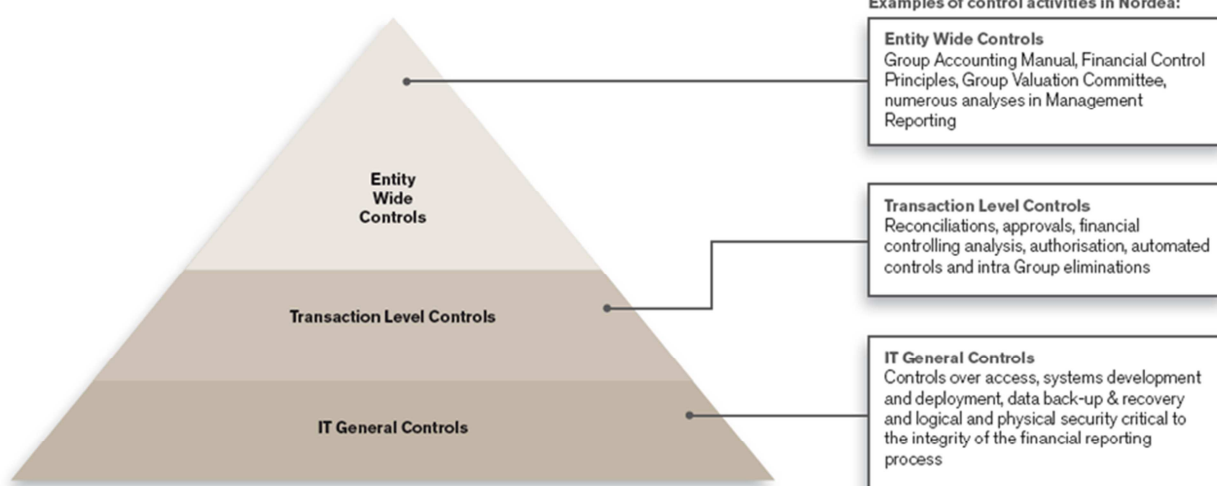 Examples of control activities in Nordea:
Entity Wide Controls
Group Accounting Manual, Financial Control
Principles, Group Valuation Committee,
numerous analyses in Management
Reporting
Entity
Wide
Controls
Transaction Level Controls
Reconciliations, approvals, financial
controlling analysis, authorisation, automated
controls and intra Group eliminations
Transaction Level Controls
IT General Controls
Controls over access, systems development
and deployment, data back-up & recovery
and logical and physical security critical to
the integrity of the financial reporting
process
IT General Controls